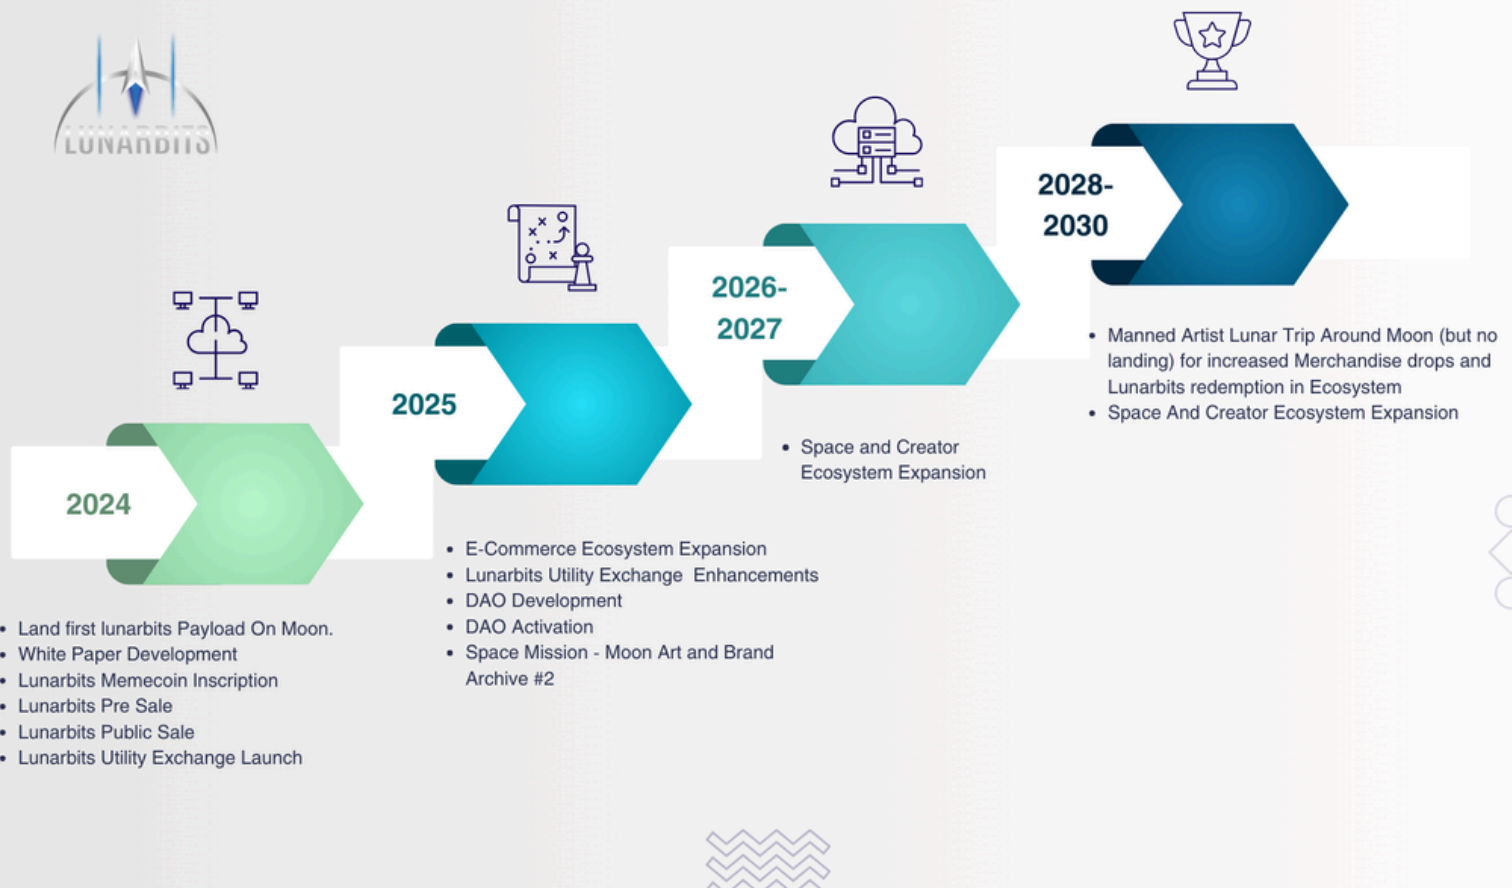 LUNARBITS
2024
• Land first lunarbits Payload On Moon.
• White Paper Development
• Lunarbits Memecoin Inscription
• Lunarbits Pre Sale
• Lunarbits Public Sale
• Lunarbits Utility Exchange Launch
2025
• E-Commerce Ecosystem Expansion
• Lunarbits Utility Exchange  Enhancements
• DAO Development
• DAO Activation
• Space Mission - Moon Art and Brand
Archive #2
2026-
2027
• Space and Creator
Ecosystem Expansion
2028-
2030
• Manned Artist Lunar Trip Around Moon (but no
landing) for increased Merchandise drops and
Lunarbits redemption in Ecosystem
• Space And Creator Ecosystem Expansion